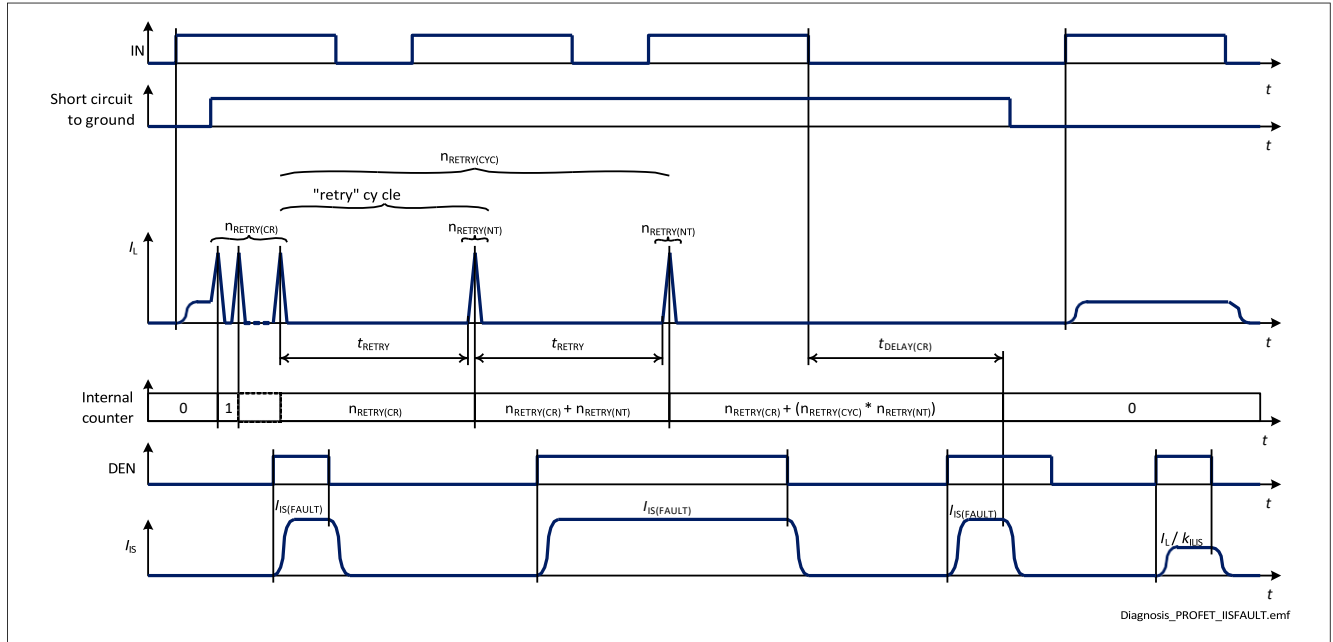 IN
t
Short circuit
to ground
t
nRETRY(CYC)
"retry" cy cle
nRETRY(CR)
nRETRY(NT)
nRETRY(NT)
IL
tRETRY
tRETRY
tDELAY(CR)
t
Internal
counter
0
1
nRETRY(CR)
nRETRY(CR) + nRETRY(NT)
nRETRY(CR) + (nRETRY(CYC) * nRETRY(NT))
0
t
DEN
t
IIS(FAULT)
IIS(FAULT)
IIS(FAULT)
IL / kILIS
IIS
t
Diagnosis_PROFET_IISFAULT.emf